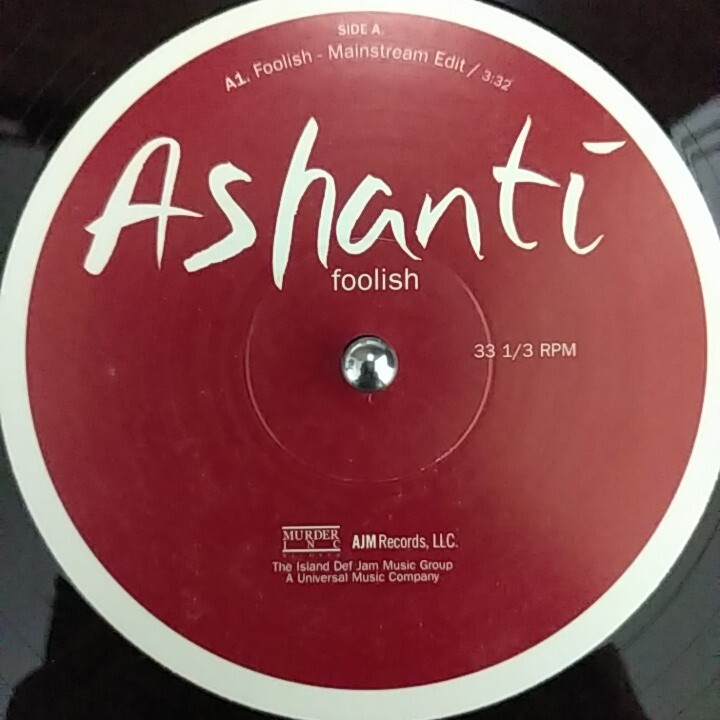 SIDE A.
A1. Foolish - Mainstream Edit / 3:32
Ashanti
foolish
33 1/3 RPM
MURDER
INC
AJM Records, LLC.
The Island Def Jam Music Group
A Universal Music Company